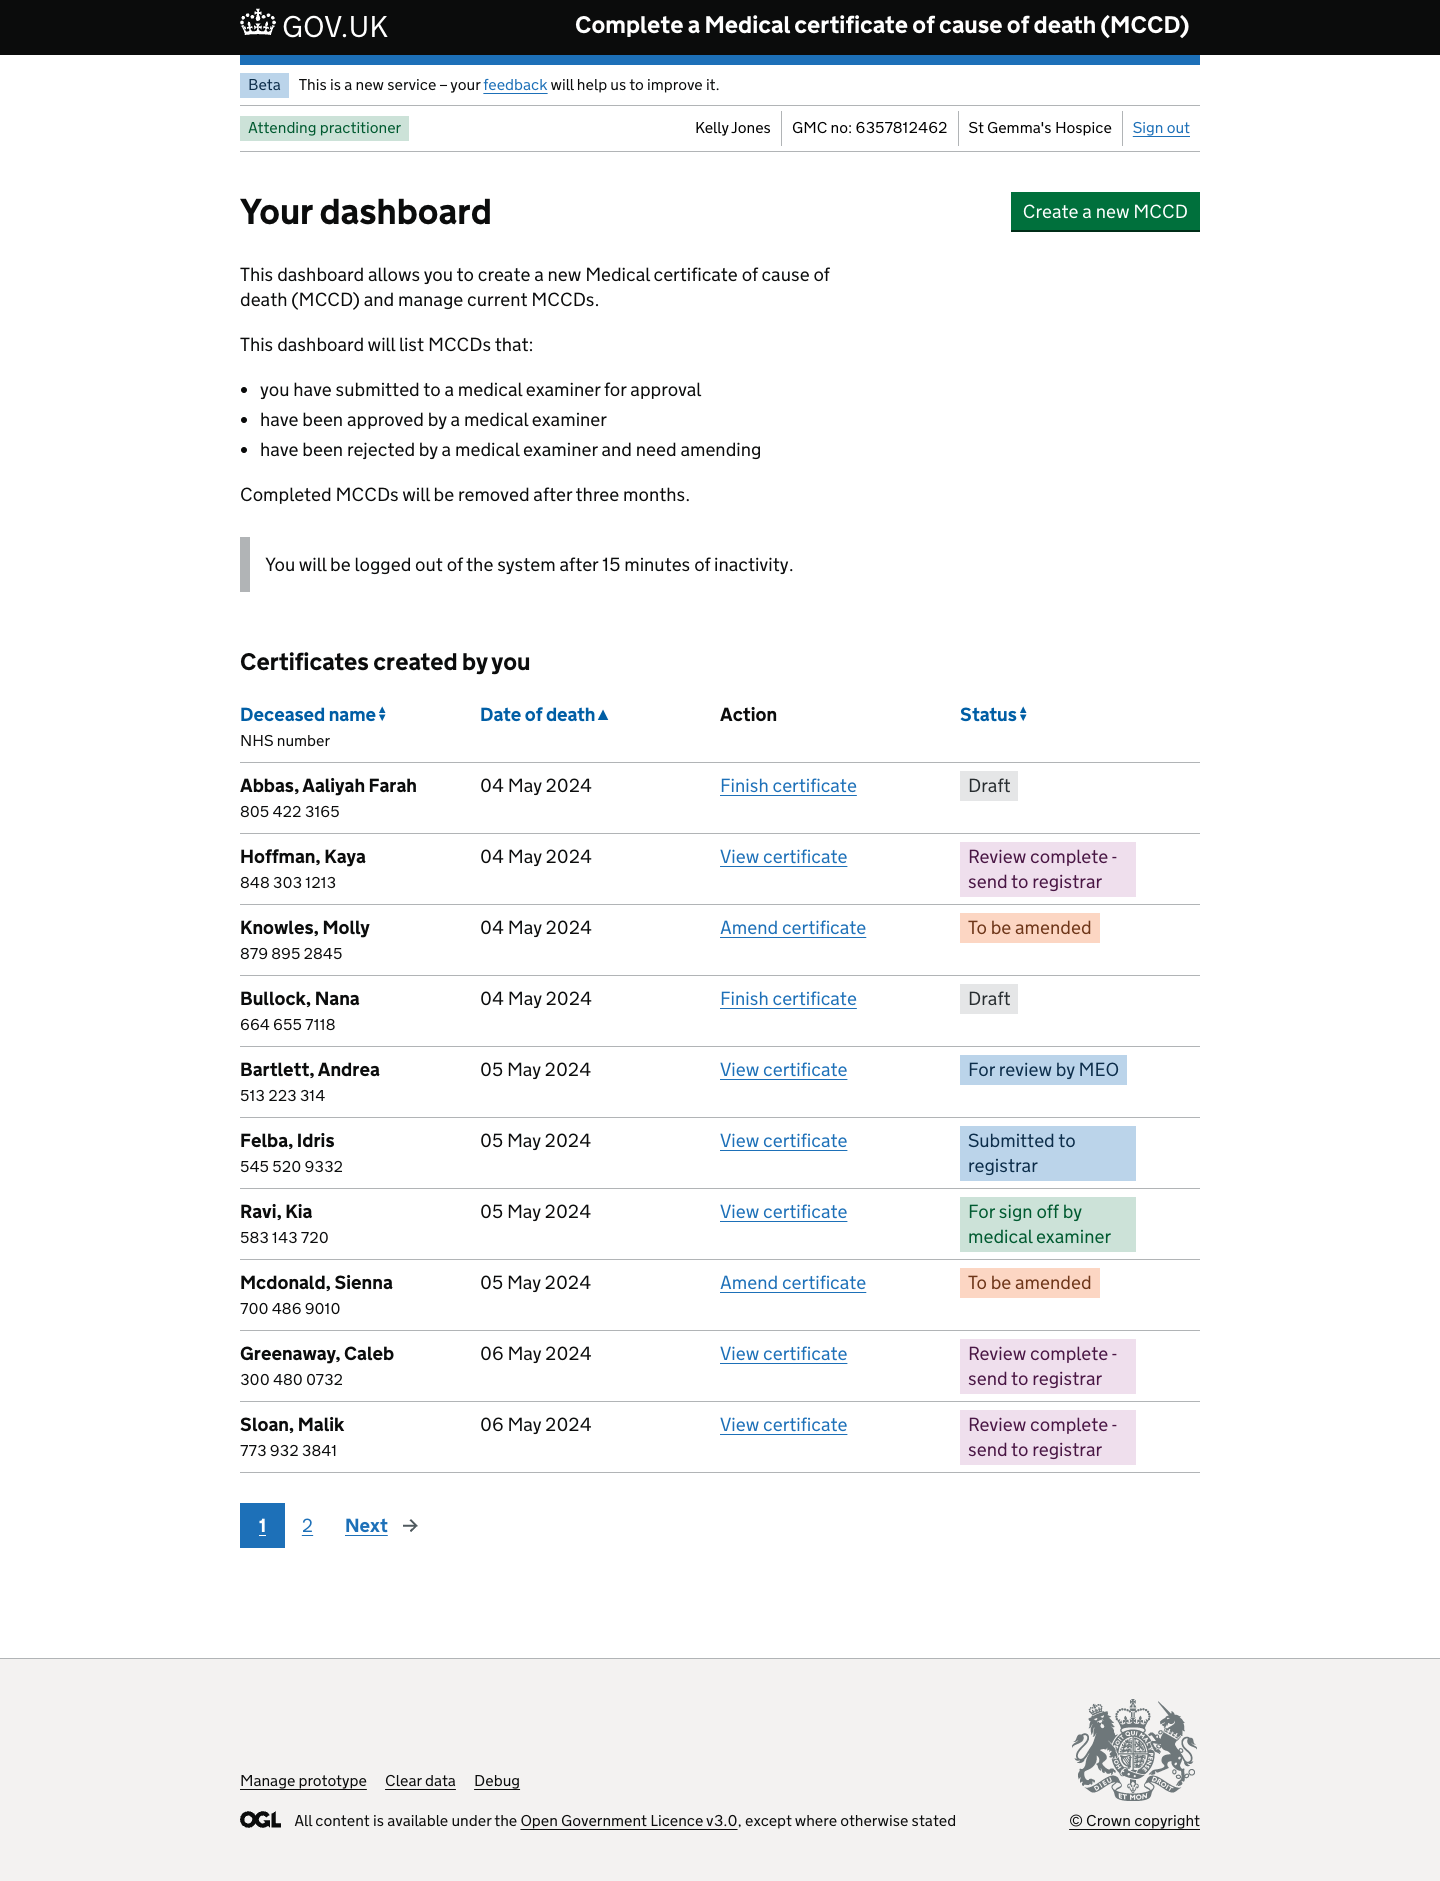 GOV.UK
Complete a Medical certificate of cause of death (MCCD)
Beta This is a new service – your feedback will help us to improve it.
Attending practitioner
Kelly Jones GMC no: 6357812462 St Gemma's Hospice Sign out
Your dashboard
Create a new MCCD
This dashboard allows you to create a new Medical certificate of cause of
death (MCCD) and manage current MCCDs.
This dashboard will list MCCDs that:
• you have submitted to a medical examiner for approval
• have been approved by a medical examiner
• have been rejected by a medical examiner and need amending
Completed MCCDs will be removed after three months.
You will be logged out of the system after 15 minutes of inactivity.
Certificates created by you
Deceased name Date of death Action Status
NHS number
Abbas, Aaliyah Farah 04 May 2024 Finish certificate Draft
805 422 3165
Hoffman, Kaya 04 May 2024 View certificate Review complete -
848 303 1213 send to registrar
Knowles, Molly 04 May 2024 Amend certificate To be amended
879 895 2845
Bullock, Nana 04 May 2024 Finish certificate Draft
664 655 7118
Bartlett, Andrea 05 May 2024 View certificate For review by MEO
513 223 314
Felba, Idris 05 May 2024 View certificate Submitted to
545 520 9332 registrar
Ravi, Kia 05 May 2024 View certificate For sign off by
583 143 720 medical examiner
Mcdonald, Sienna 05 May 2024 Amend certificate To be amended
700 486 9010
Greenaway, Caleb 06 May 2024 View certificate Review complete -
300 480 0732 send to registrar
Sloan, Malik 06 May 2024 View certificate Review complete -
773 932 3841 send to registrar
1 2 Next →
DIEU ET MON DROIT
Manage prototype Clear data Debug
OGL All content is available under the Open Government Licence v3.0, except where otherwise stated
© Crown copyright